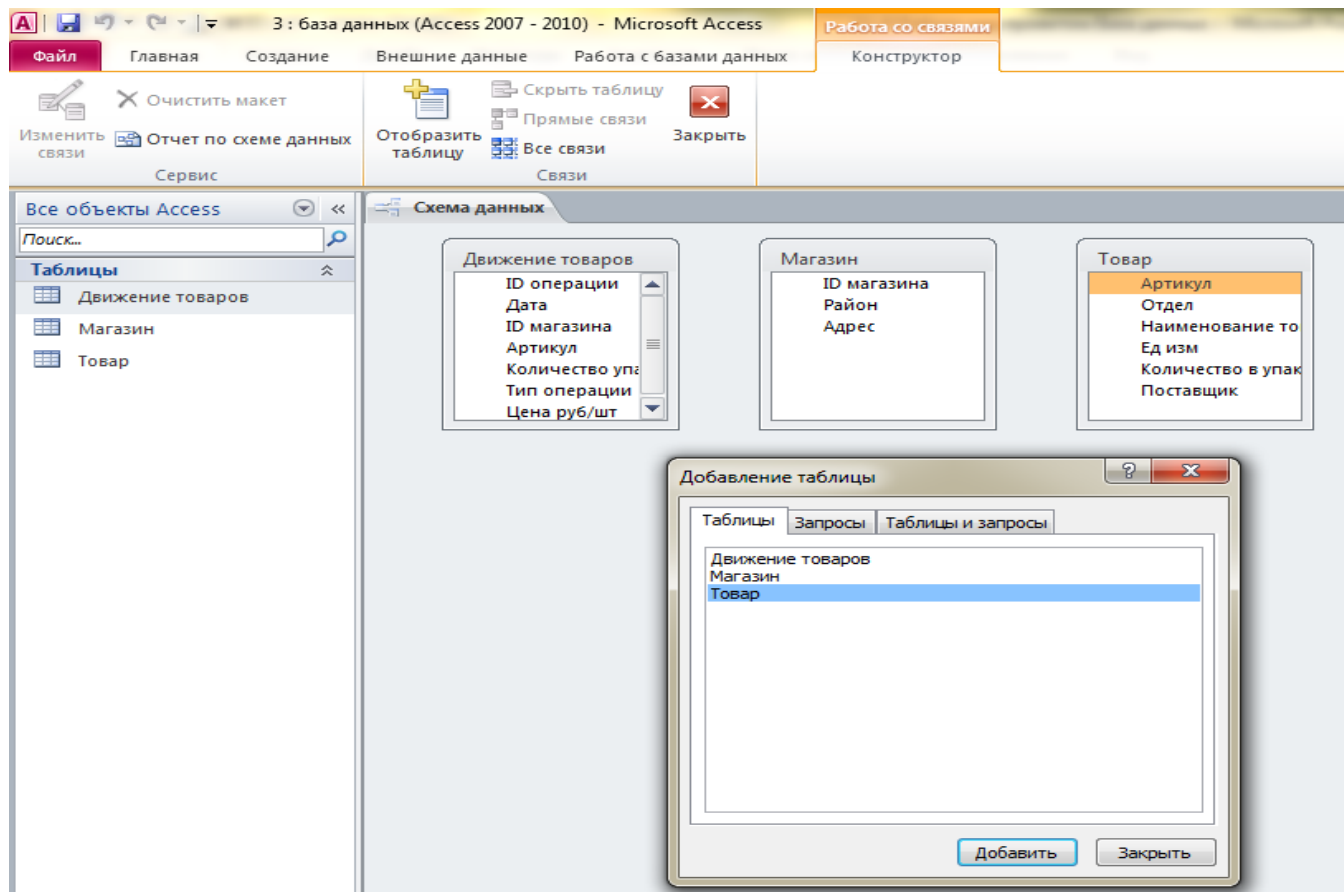 3 : база данных (Access 2007 - 2010) - Microsoft Access
Работа со связями
Файл Главная Создание Внешние данные Работа с базами данных Конструктор
Изменить связи
Очистить макет
Отчет по схеме данных
Сервис
Отобразить таблицу
Скрыть таблицу
Прямые связи
Все связи
Закрыть
Связи
Все объекты Access
Поиск...
Таблицы
Движение товаров
Магазин
Товар
Схема данных
Движение товаров
ID операции
Дата
ID магазина
Артикул
Количество упа
Тип операции
Цена руб/шт
Магазин
ID магазина
Район
Адрес
Товар
Артикул
Отдел
Наименование то
Ед изм
Количество в упак
Поставщик
Добавление таблицы
Таблицы Запросы Таблицы и запросы
Движение товаров
Магазин
Товар
Добавить Закрыть